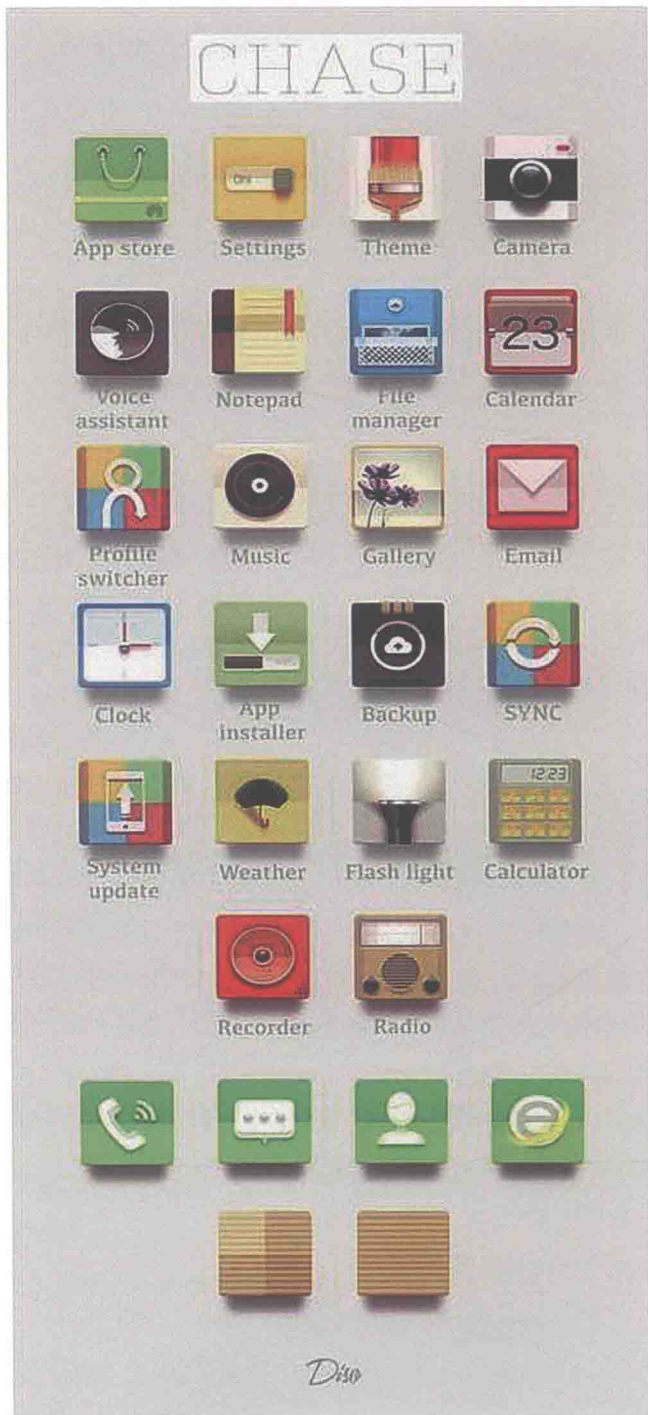 CHASE
ON
App store Settings Theme Camera
23
Voice assistant Notepad File manager Calendar
Profile switcher Music Gallery Email
Clock App installer Backup SYNC
12:23
System update Weather Flash light Calculator
Recorder Radio
e
Diso